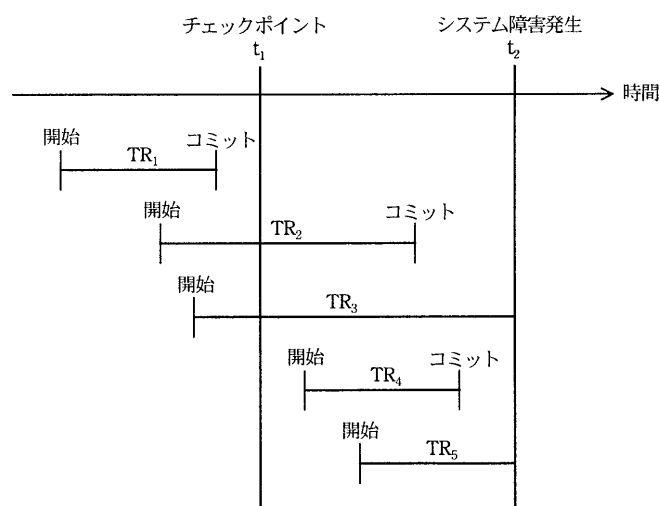 チェックポイント システム障害発生
t₁ t₂
時間
開始 コミット
TR₁
開始 コミット
TR₂
開始
TR₃
開始 コミット
TR₄
開始
TR₅